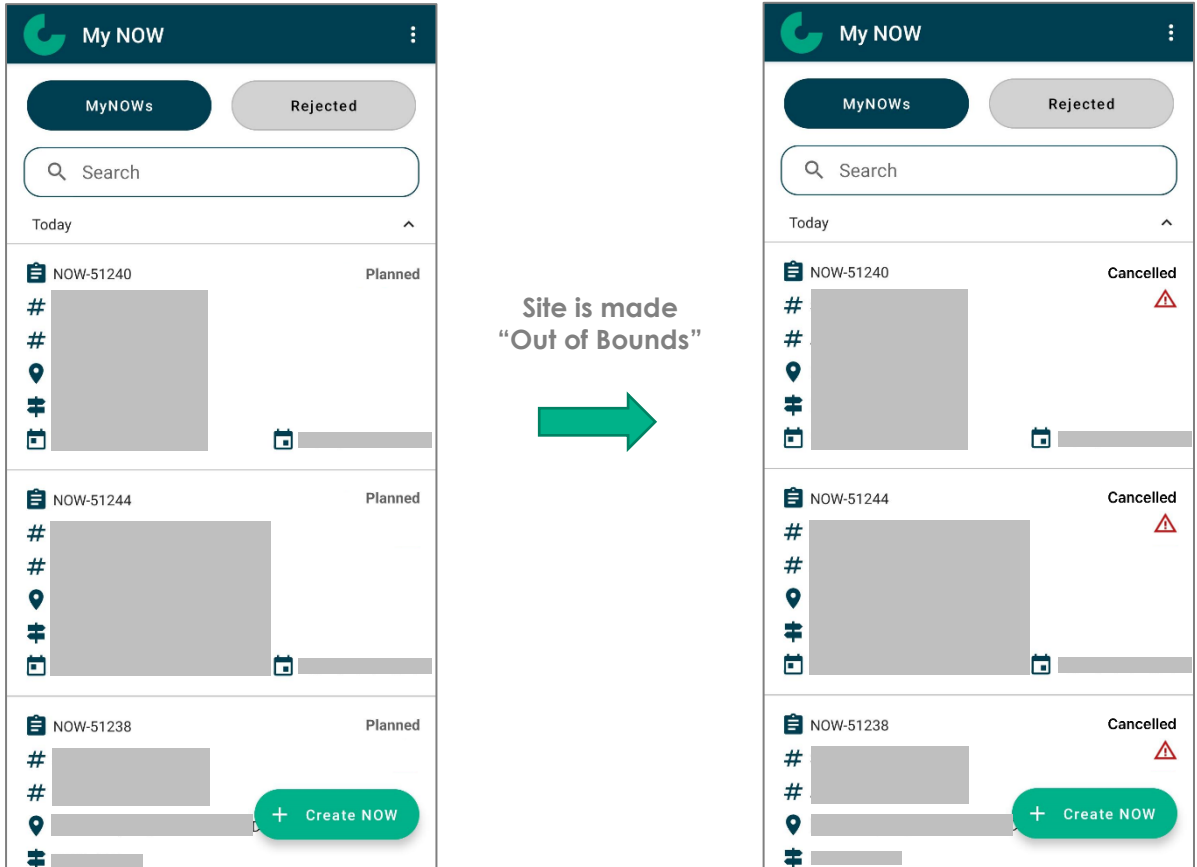 My NOW
MyNOWs
Rejected
Search
Today
NOW-51240
Planned
#
#
NOW-51244
Planned
#
#
NOW-51238
Planned
#
#
+ Create NOW
Site is made
“Out of Bounds”
My NOW
MyNOWs
Rejected
Search
Today
NOW-51240
Cancelled
#
#
NOW-51244
Cancelled
#
#
NOW-51238
Cancelled
#
#
+ Create NOW